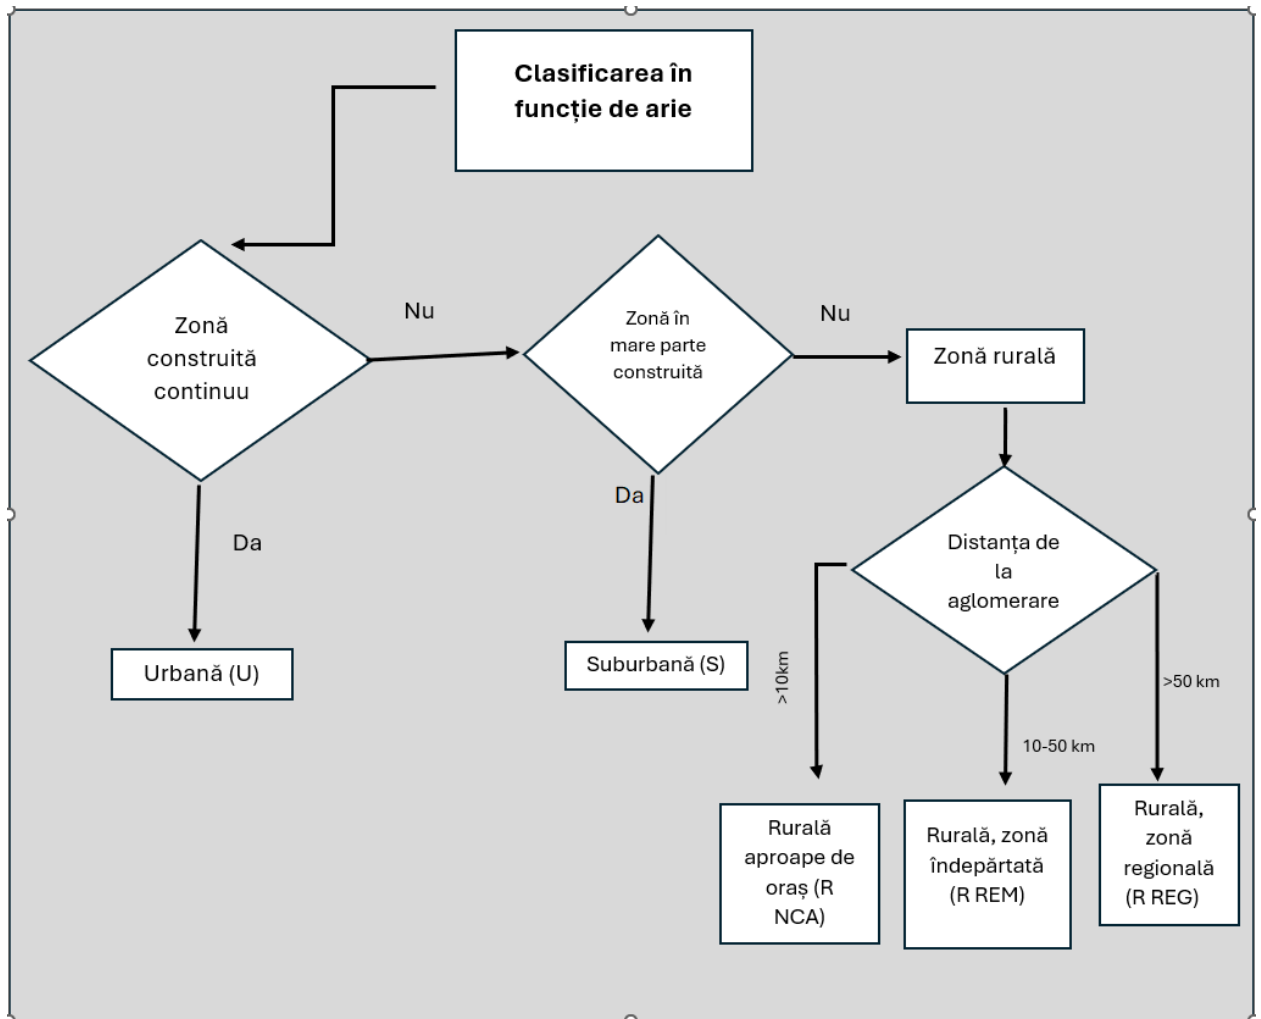 Clasificarea în
funcție de arie
Zonă
construită
continuu
Nu
Zonă în
mare parte
construită
Nu
Zonă rurală
Da
Da
Urbană (U)
Suburbană (S)
Distanța de
la
aglomerare
>10km
10-50 km
>50 km
Rurală
aproape de
oraș (R
NCA)
Rurală, zonă
îndepărtată
(R REM)
Rurală,
zonă
regională
(R REG)